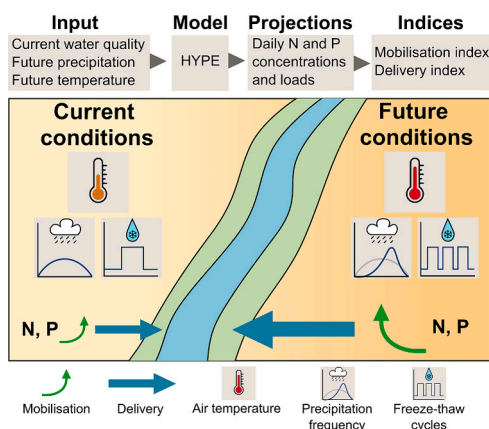 Input
Model
Projections
Indices
Current water quality
Future precipitation
Future temperature
HYPE
Daily N and P
concentrations
and loads
Mobilisation index
Delivery index
Current
conditions
Future
conditions
N, P
N, P
Mobilisation
Delivery
Air temperature
Precipitation
frequency
Freeze-thaw
cycles